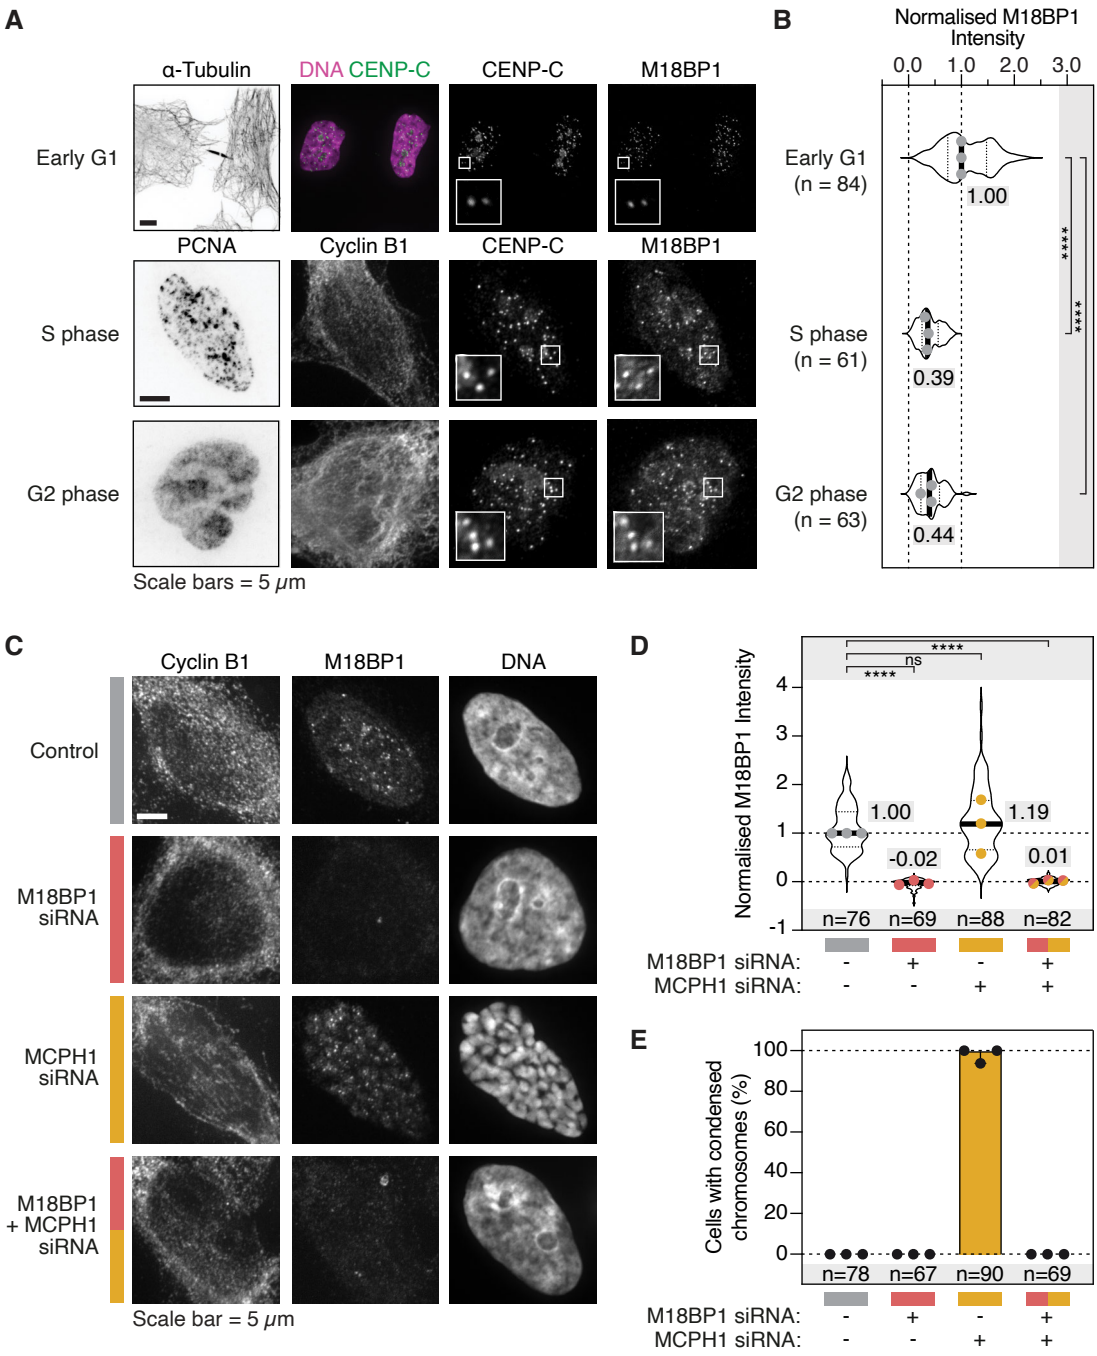 A
α-Tubulin
DNA CENP-C
CENP-C
M18BP1
Early G1
PCNA
Cyclin B1
CENP-C
M18BP1
S phase
G2 phase
Scale bars = 5 µm
B
Normalised M18BP1
Intensity
0.0 1.0 2.0 3.0
Early G1
(n = 84)
1.00
****
****
S phase
(n = 61)
0.39
G2 phase
(n = 63)
0.44
C
Cyclin B1
M18BP1
DNA
Control
M18BP1
siRNA
MCPH1
siRNA
M18BP1
+ MCPH1
siRNA
Scale bar = 5 µm
D
Normalised M18BP1 Intensity
4
3
2
1
0
-1
****
ns
****
1.00
-0.02
1.19
0.01
n=76 n=69 n=88 n=82
M18BP1 siRNA: - + - +
MCPH1 siRNA: - - + +
E
Cells with condensed
chromosomes (%)
100
80
60
40
20
0
n=78 n=67 n=90 n=69
M18BP1 siRNA: - + - +
MCPH1 siRNA: - - + +